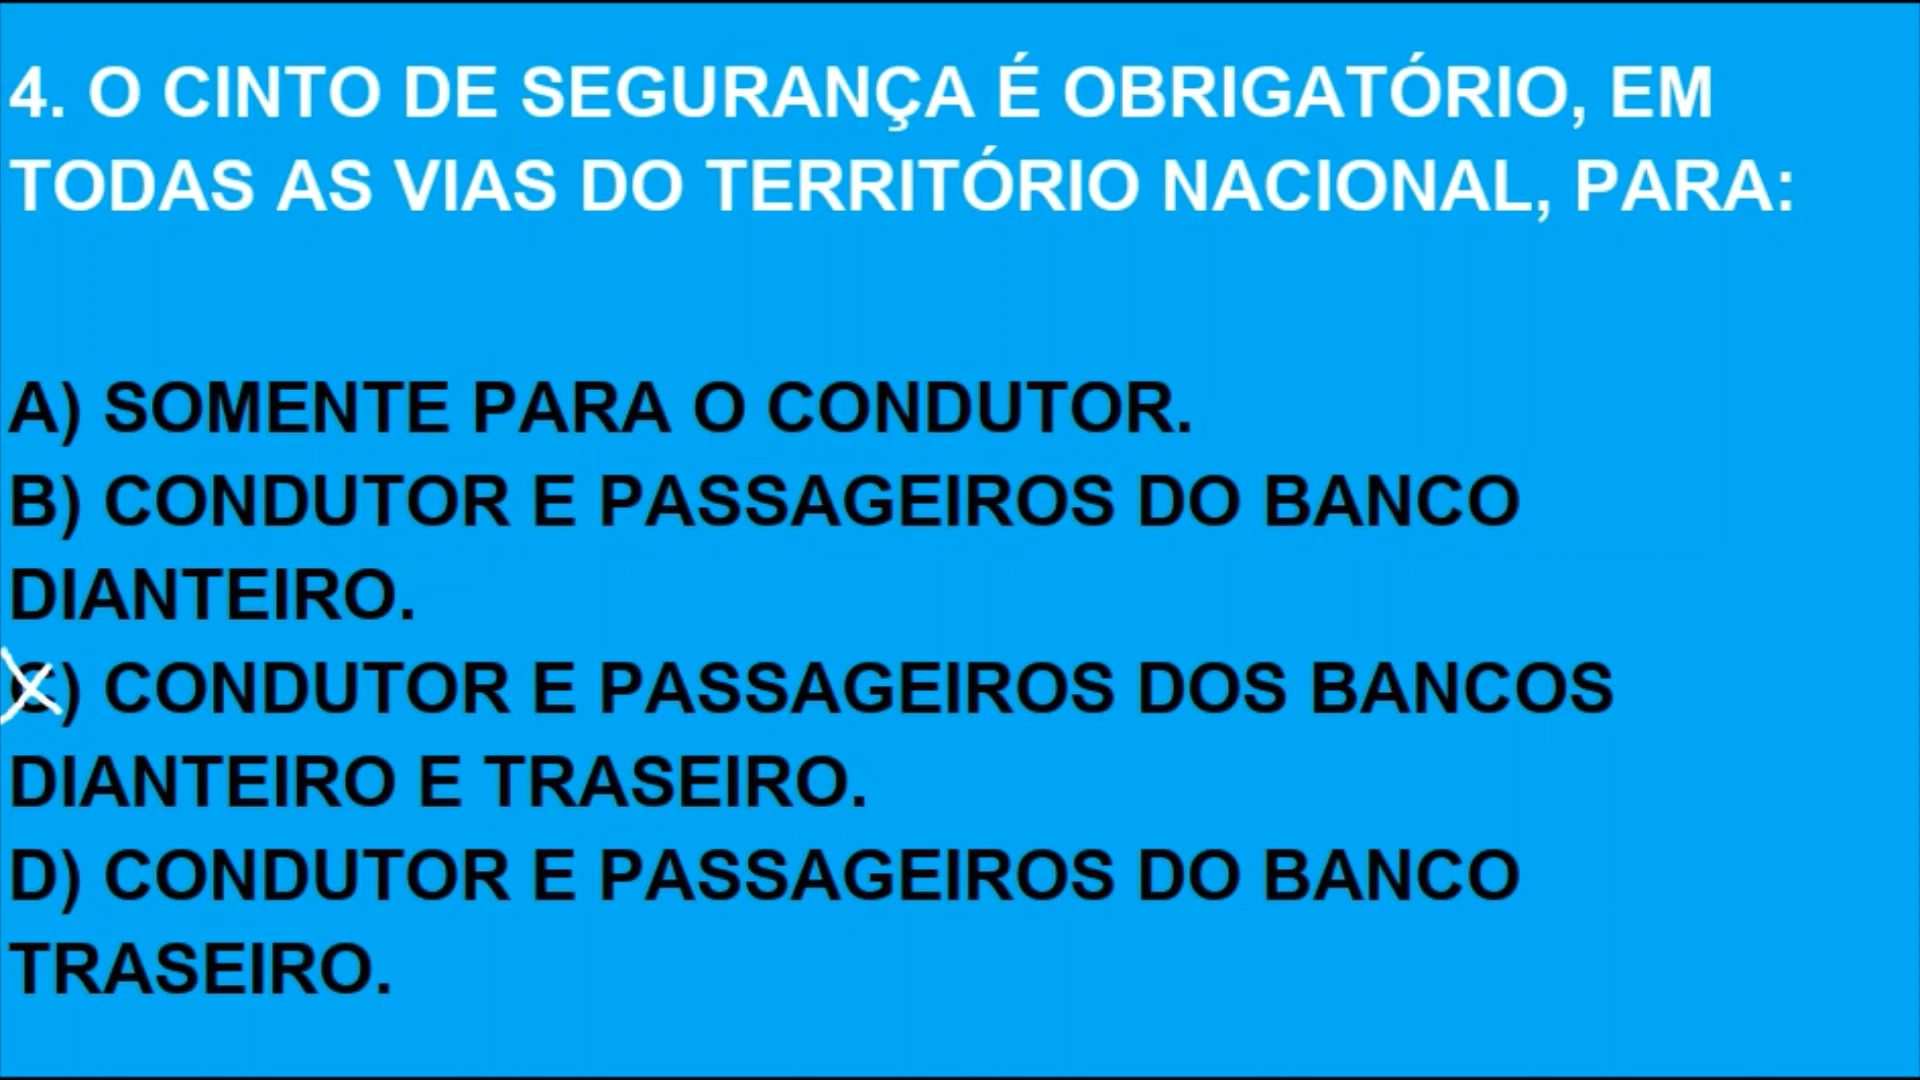 4. O CINTO DE SEGURANÇA É OBRIGATÓRIO, EM
TODAS AS VIAS DO TERRITÓRIO NACIONAL, PARA:
A) SOMENTE PARA O CONDUTOR.
B) CONDUTOR E PASSAGEIROS DO BANCO
DIANTEIRO.
C) CONDUTOR E PASSAGEIROS DOS BANCOS
DIANTEIRO E TRASEIRO.
D) CONDUTOR E PASSAGEIROS DO BANCO
TRASEIRO.